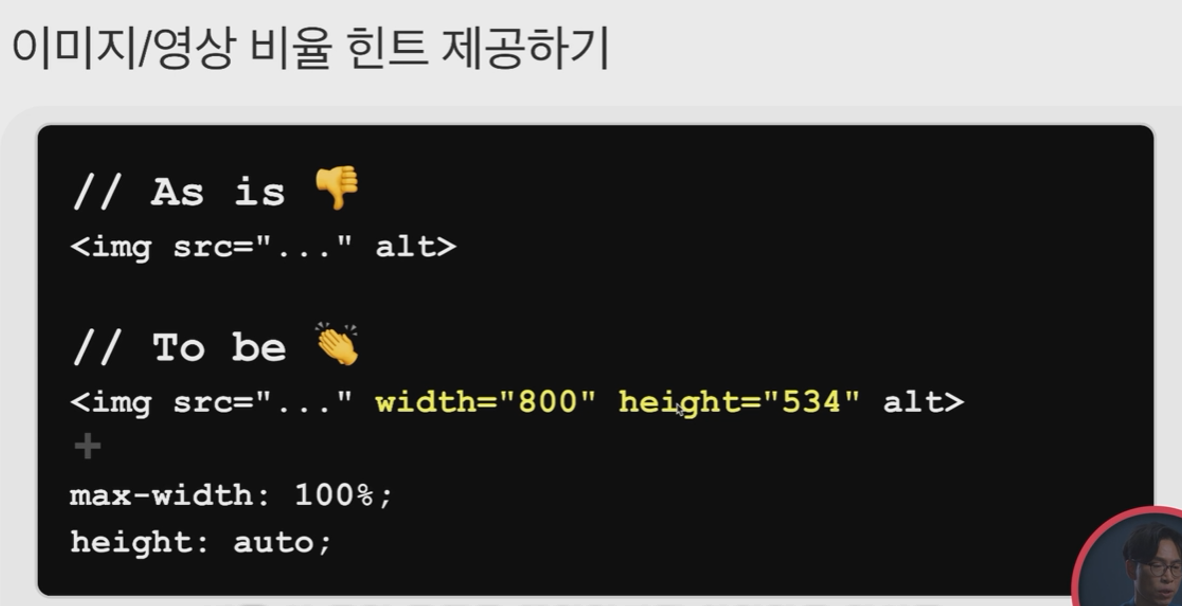 이미지/영상 비율 힌트 제공하기
// As is 👎
<img src="..." alt>
// To be 👏
<img src="..." width="800" height="534" alt>
➕
max-width: 100%;
height: auto;